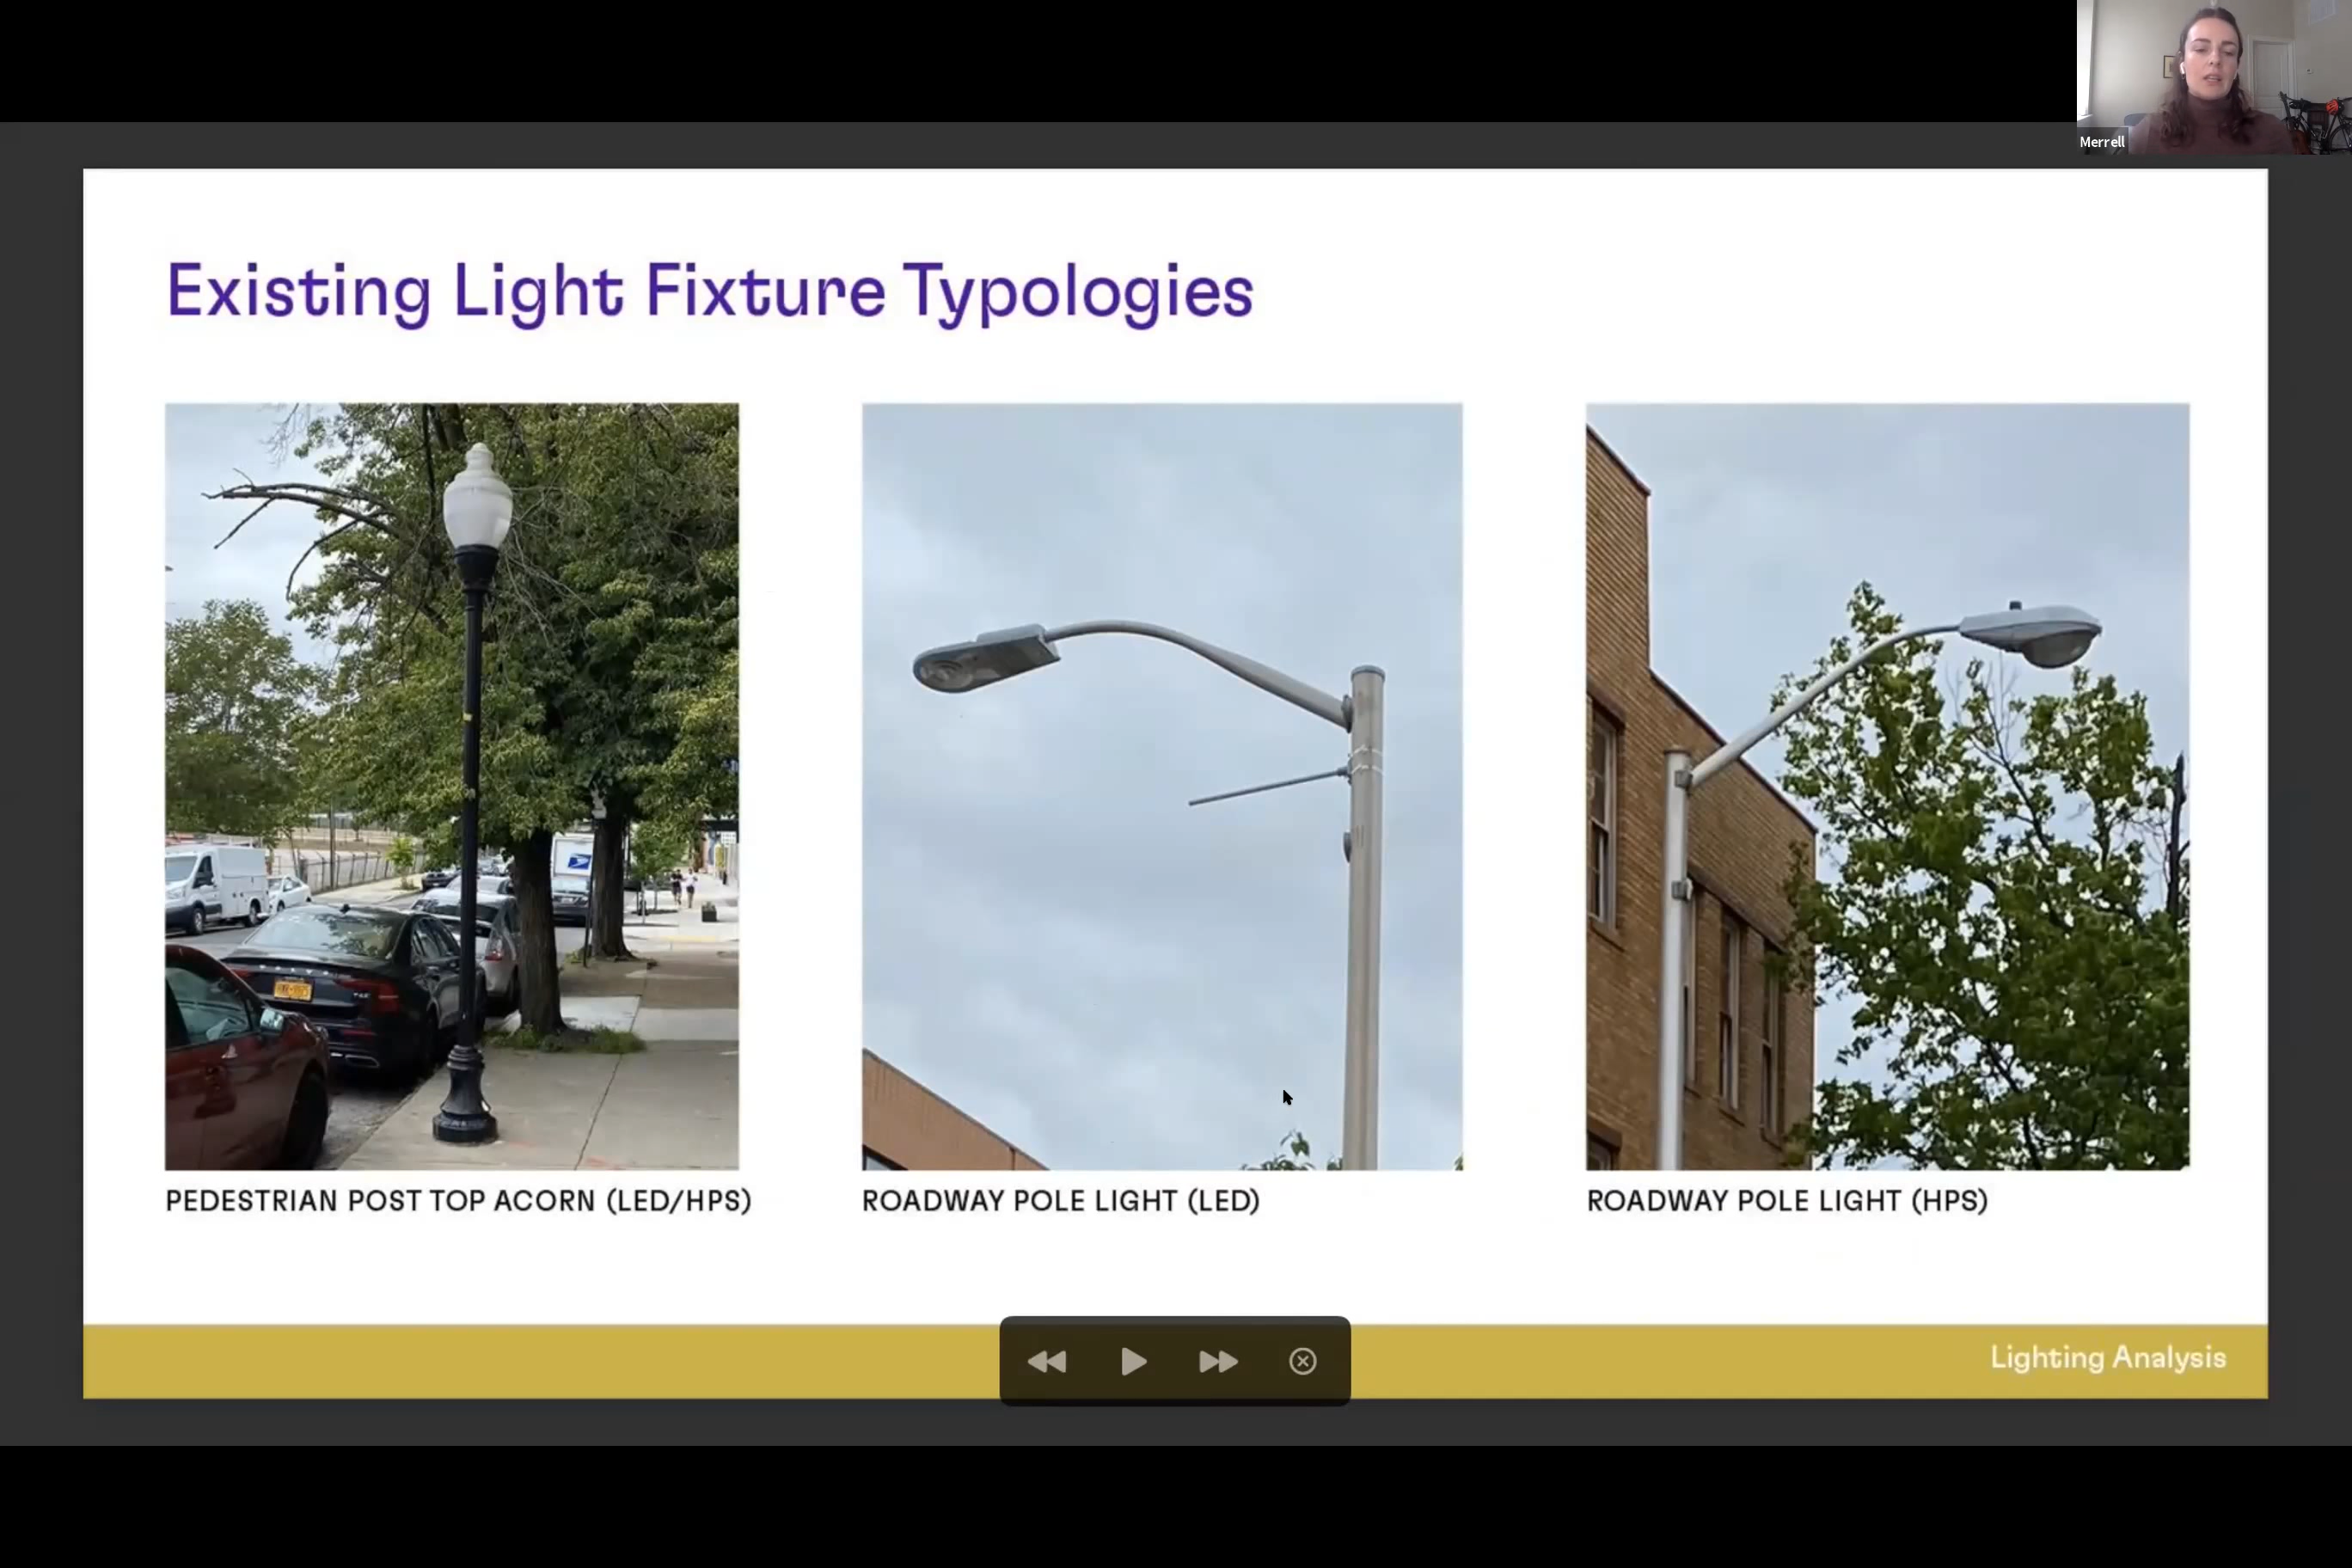 Merrell
Existing Light Fixture Typologies
PEDESTRIAN POST TOP ACORN (LED/HPS)
ROADWAY POLE LIGHT (LED)
ROADWAY POLE LIGHT (HPS)
Lighting Analysis